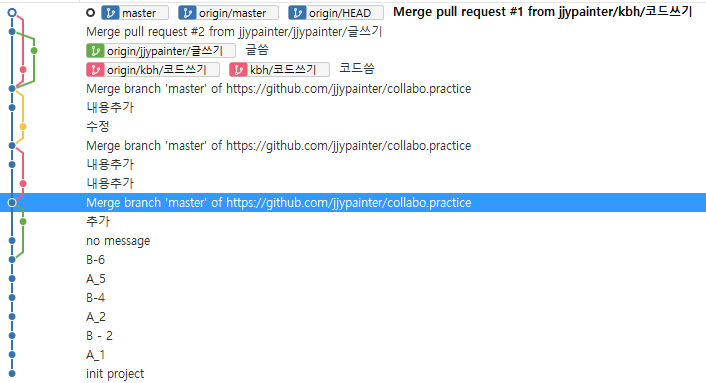 master origin/master origin/HEAD Merge pull request #1 from jjypainter/kbh/코드쓰기
Merge pull request #2 from jjypainter/jjypainter/글쓰기
origin/jjypainter/글쓰기 글씀
origin/kbh/코드쓰기 kbh/코드쓰기 코드씀
Merge branch 'master' of https://github.com/jjypainter/collabo.practice
내용추가
수정
Merge branch 'master' of https://github.com/jjypainter/collabo.practice
내용추가
내용추가
Merge branch 'master' of https://github.com/jjypainter/collabo.practice
추가
no message
B-6
A_5
B-4
A_2
B - 2
A_1
init project